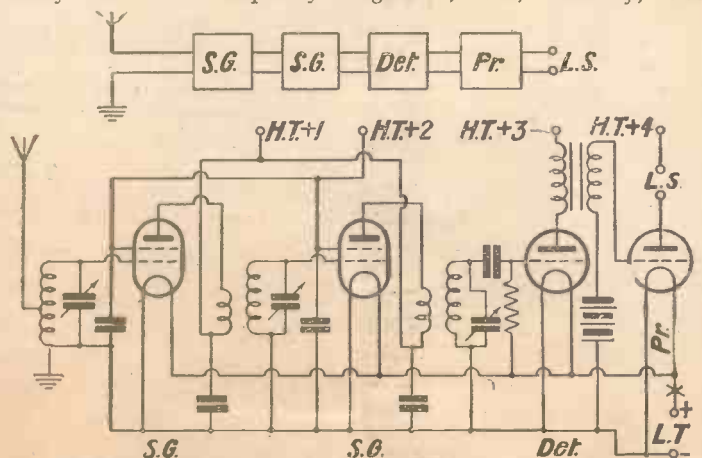 S.G. S.G. Det. Pr. L.S.
H.T.+1 H.T.+2 H.T.+3 H.T.+4
L.S.
Pr.
+
L.T
-
S.G. S.G. Det.